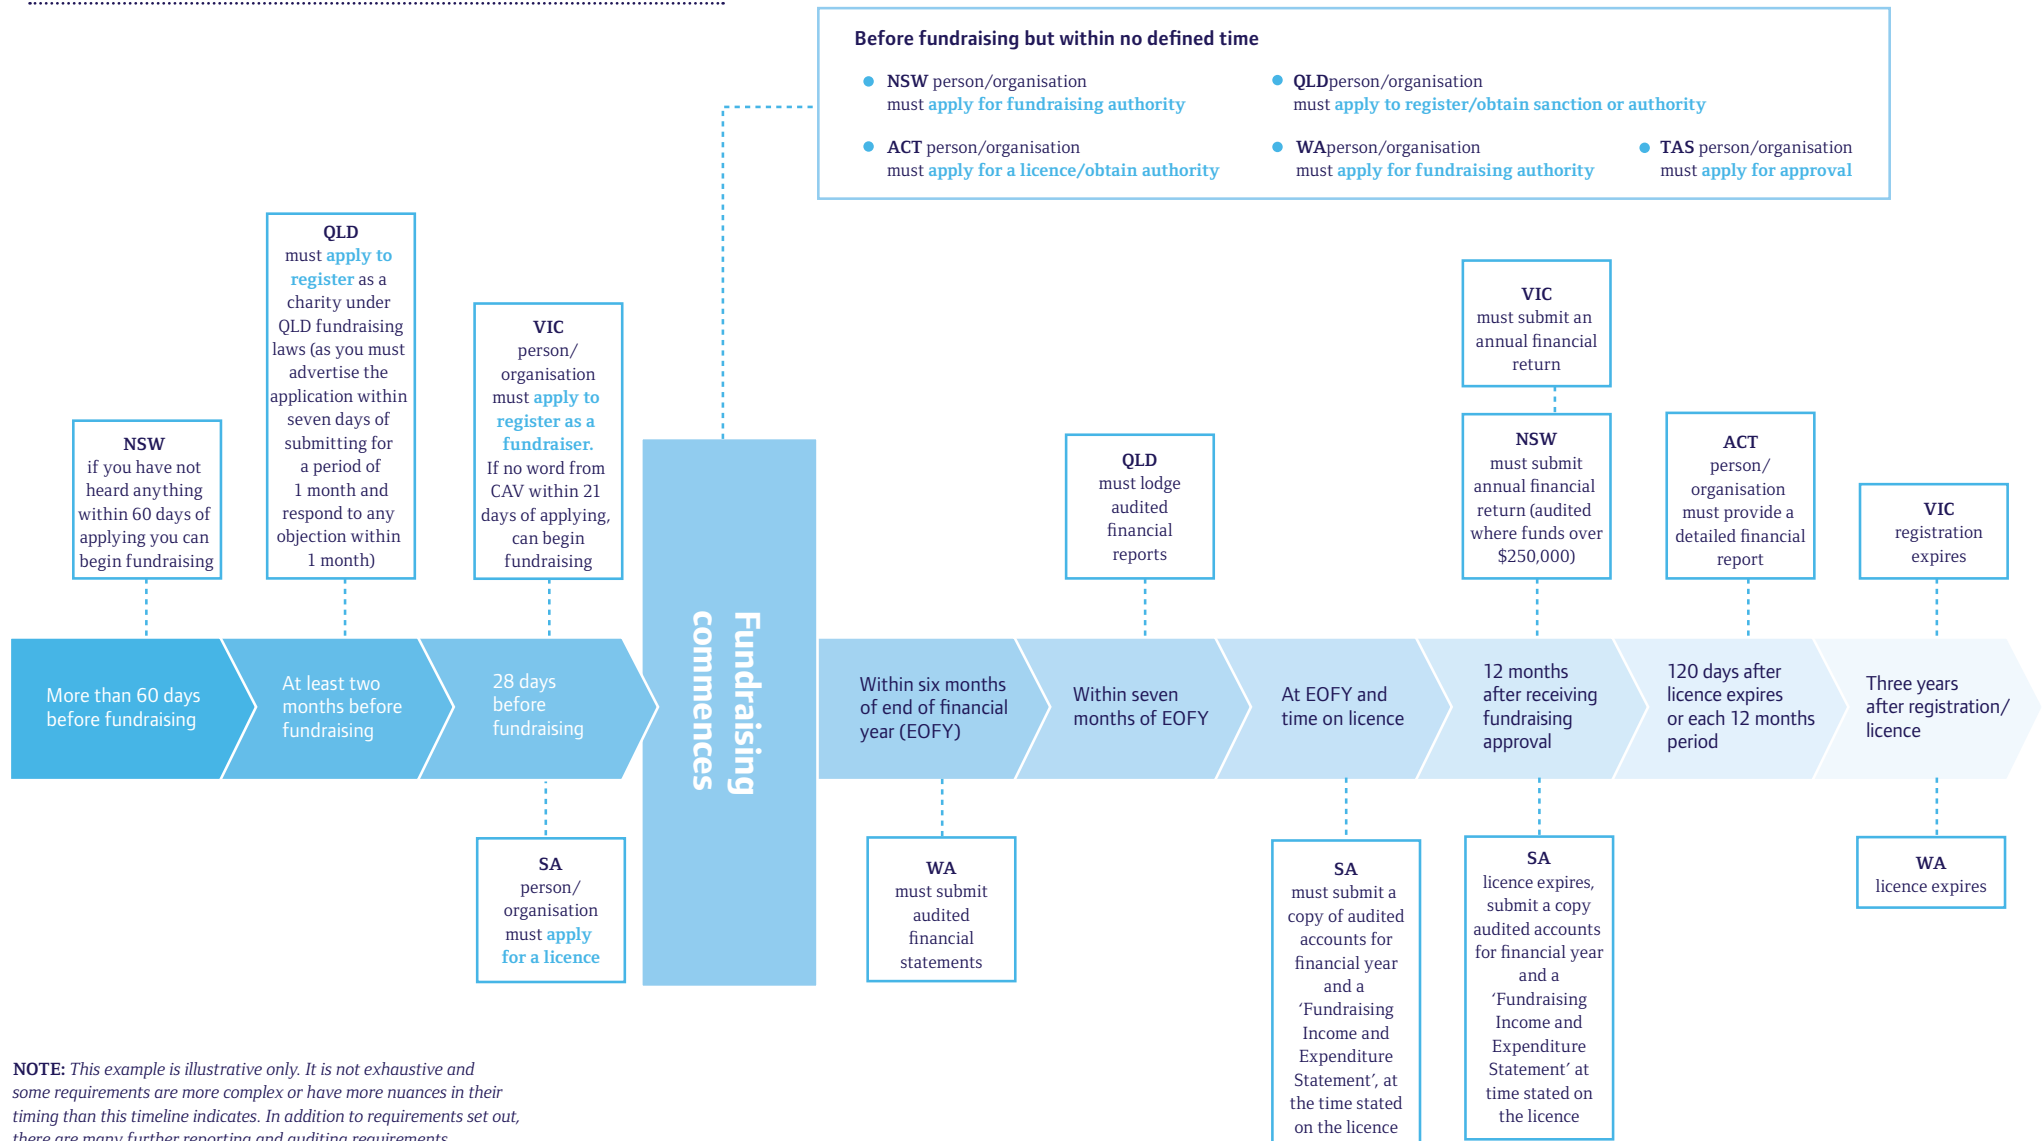 Before fundraising but within no defined time
NSW person/organisation
must apply for fundraising authority
QLDperson/organisation
must apply to register/obtain sanction or authority
ACT person/organisation
must apply for a licence/obtain authority
WAperson/organisation
must apply for fundraising authority
TAS person/organisation
must apply for approval
NSW
if you have not
heard anything
within 60 days of
applying you can
begin fundraising
QLD
must apply to
register as a
charity under
QLD fundraising
laws (as you must
advertise the
application within
seven days of
submitting for
a period of
1 month and
respond to any
objection within
1 month)
VIC
person/
organisation
must apply to
register as a
fundraiser.
If no word from
CAV within 21
days of applying,
can begin
fundraising
QLD
must lodge
audited
financial
reports
VIC
must submit an
annual financial
return
NSW
must submit
annual financial
return (audited
where funds over
$250,000)
ACT
person/
organisation
must provide a
detailed financial
report
VIC
registration
expires
More than 60 days
before fundraising
At least two
months before
fundraising
28 days
before
fundraising
Fundraising
commences
Within six months
of end of financial
year (EOFY)
Within seven
months of EOFY
At EOFY and
time on licence
12 months
after receiving
fundraising
approval
120 days after
licence expires
or each 12 months
period
Three years
after registration/
licence
SA
person/
organisation
must apply
for a licence
WA
must submit
audited
financial
statements
SA
must submit a
copy of audited
accounts for
financial year
and a
‘Fundraising
Income and
Expenditure
Statement’, at
the time stated
on the licence
SA
licence expires,
submit a copy
audited accounts
for financial year
and a
‘Fundraising
Income and
Expenditure
Statement’ at
time stated on
the licence
WA
licence expires
NOTE: This example is illustrative only. It is not exhaustive and
some requirements are more complex or have more nuances in their
timing than this timeline indicates. In addition to requirements set out,
there are many further reporting and auditing requirements